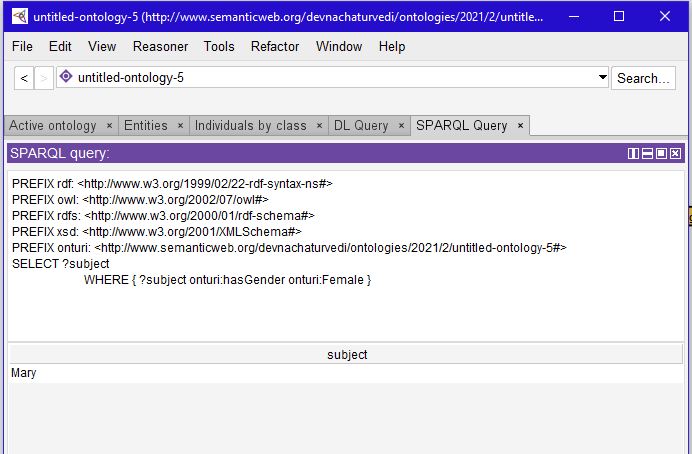 untitled-ontology-5 (http://www.semanticweb.org/devnachaturvedi/ontologies/2021/2/untitle...
File Edit View Reasoner Tools Refactor Window Help
< > untitled-ontology-5 Search...
Active ontology × Entities × Individuals by class × DL Query × SPARQL Query ×
SPARQL query:
PREFIX rdf: <http://www.w3.org/1999/02/22-rdf-syntax-ns#>
PREFIX owl: <http://www.w3.org/2002/07/owl#>
PREFIX rdfs: <http://www.w3.org/2000/01/rdf-schema#>
PREFIX xsd: <http://www.w3.org/2001/XMLSchema#>
PREFIX onturi: <http://www.semanticweb.org/devnachaturvedi/ontologies/2021/2/untitled-ontology-5#>
SELECT ?subject
WHERE { ?subject onturi:hasGender onturi:Female }
subject
Mary